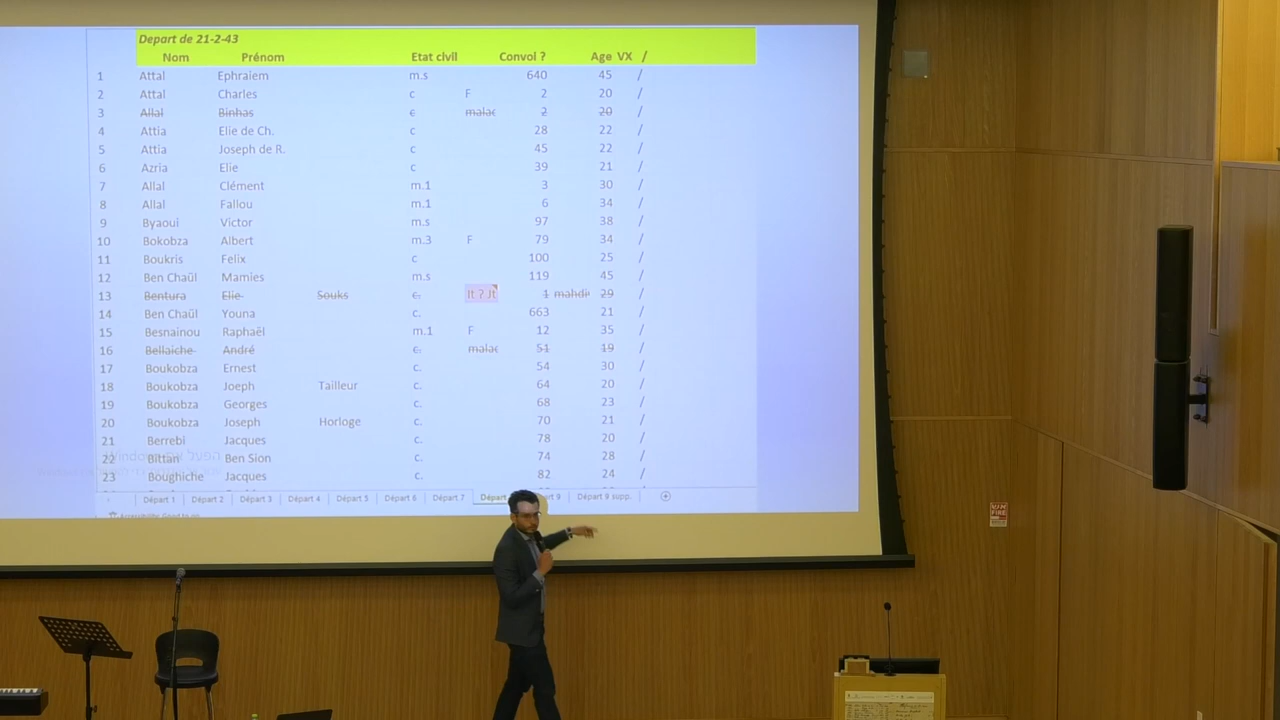 Depart de 21-2-43
Nom Prénom Etat civil Convoi ? Age VX /
1 Attal Ephraiem m.s 640 45 /
2 Attal Charles c F 2 20 /
3 Allal Binhas c malac 2 20 /
4 Attia Elie de Ch. c 28 22 /
5 Attia Joseph de R. c 45 22 /
6 Azria Elie c 39 21 /
7 Allal Clément m.1 3 30 /
8 Allal Fallou m.1 6 34 /
9 Byaoui Victor m.s 97 38 /
10 Bokobza Albert m.3 F 79 34 /
11 Boukris Felix c 100 25 /
12 Ben Chaül Mamies m.s 119 45 /
13 Bentura Elie Souks c. It ? Jt 1 mahdi 29 /
14 Ben Chaül Youna c. 663 21 /
15 Besnainou Raphaël m.1 F 12 35 /
16 Bellaiche André c. malac 51 19 /
17 Boukobza Ernest c. 54 30 /
18 Boukobza Joeph Tailleur c. 64 20 /
19 Boukobza Georges c. 68 23 /
20 Boukobza Joseph Horloge c. 70 21 /
21 Berrebi Jacques c. 78 20 /
22 Bittan Ben Sion c. 74 28 /
23 Boughiche Jacques c. 82 24 /
Départ 1 Départ 2 Départ 3 Départ 4 Départ 5 Départ 6 Départ 7 Départ 9 Départ 9 supp.
FIRE